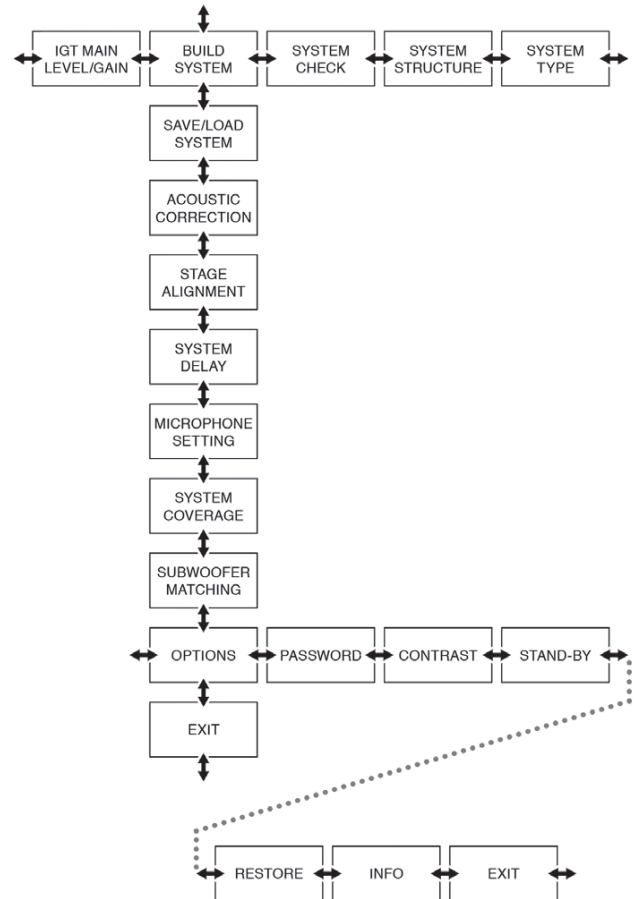 IGT MAIN
LEVEL/GAIN
BUILD
SYSTEM
SYSTEM
CHECK
SYSTEM
STRUCTURE
SYSTEM
TYPE
SAVE/LOAD
SYSTEM
ACOUSTIC
CORRECTION
STAGE
ALIGNMENT
SYSTEM
DELAY
MICROPHONE
SETTING
SYSTEM
COVERAGE
SUBWOOFER
MATCHING
OPTIONS
PASSWORD
CONTRAST
STAND-BY
EXIT
RESTORE
INFO
EXIT